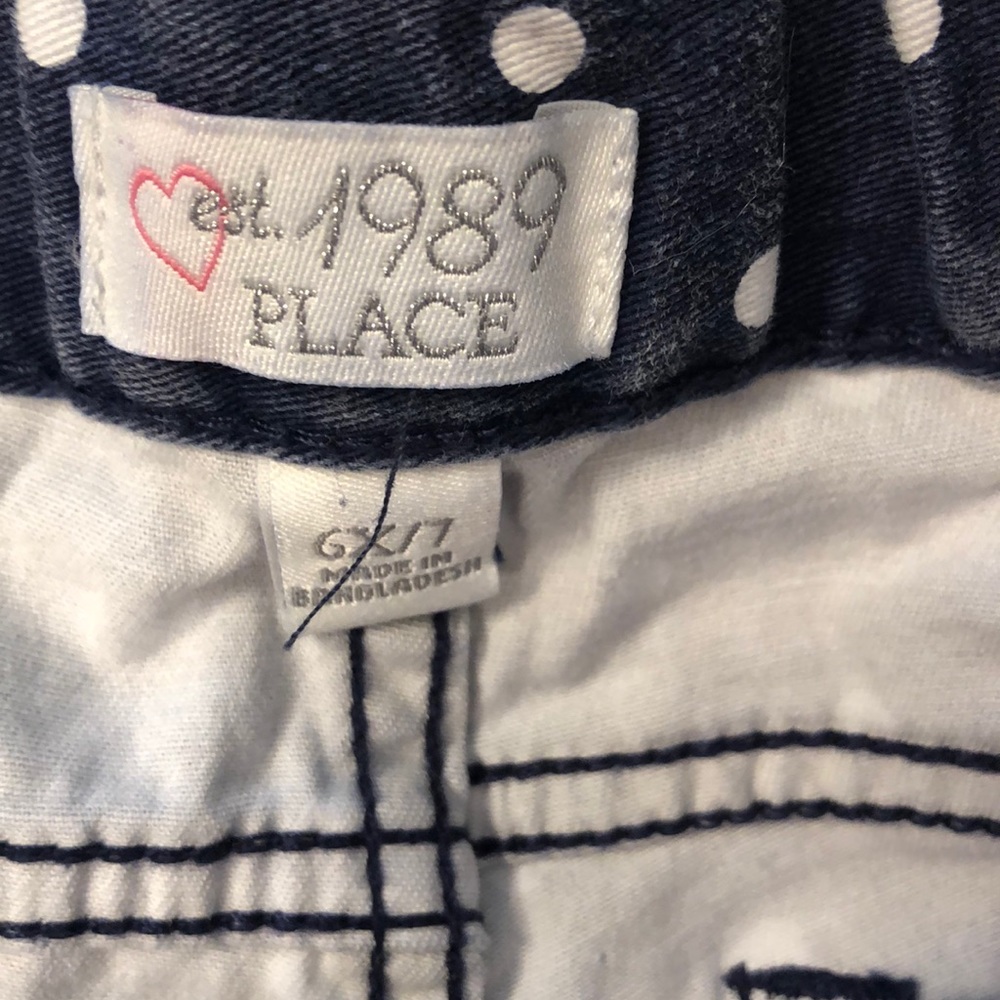 est. 1989
PLACE
6X/7
MADE IN
BANGLADESH